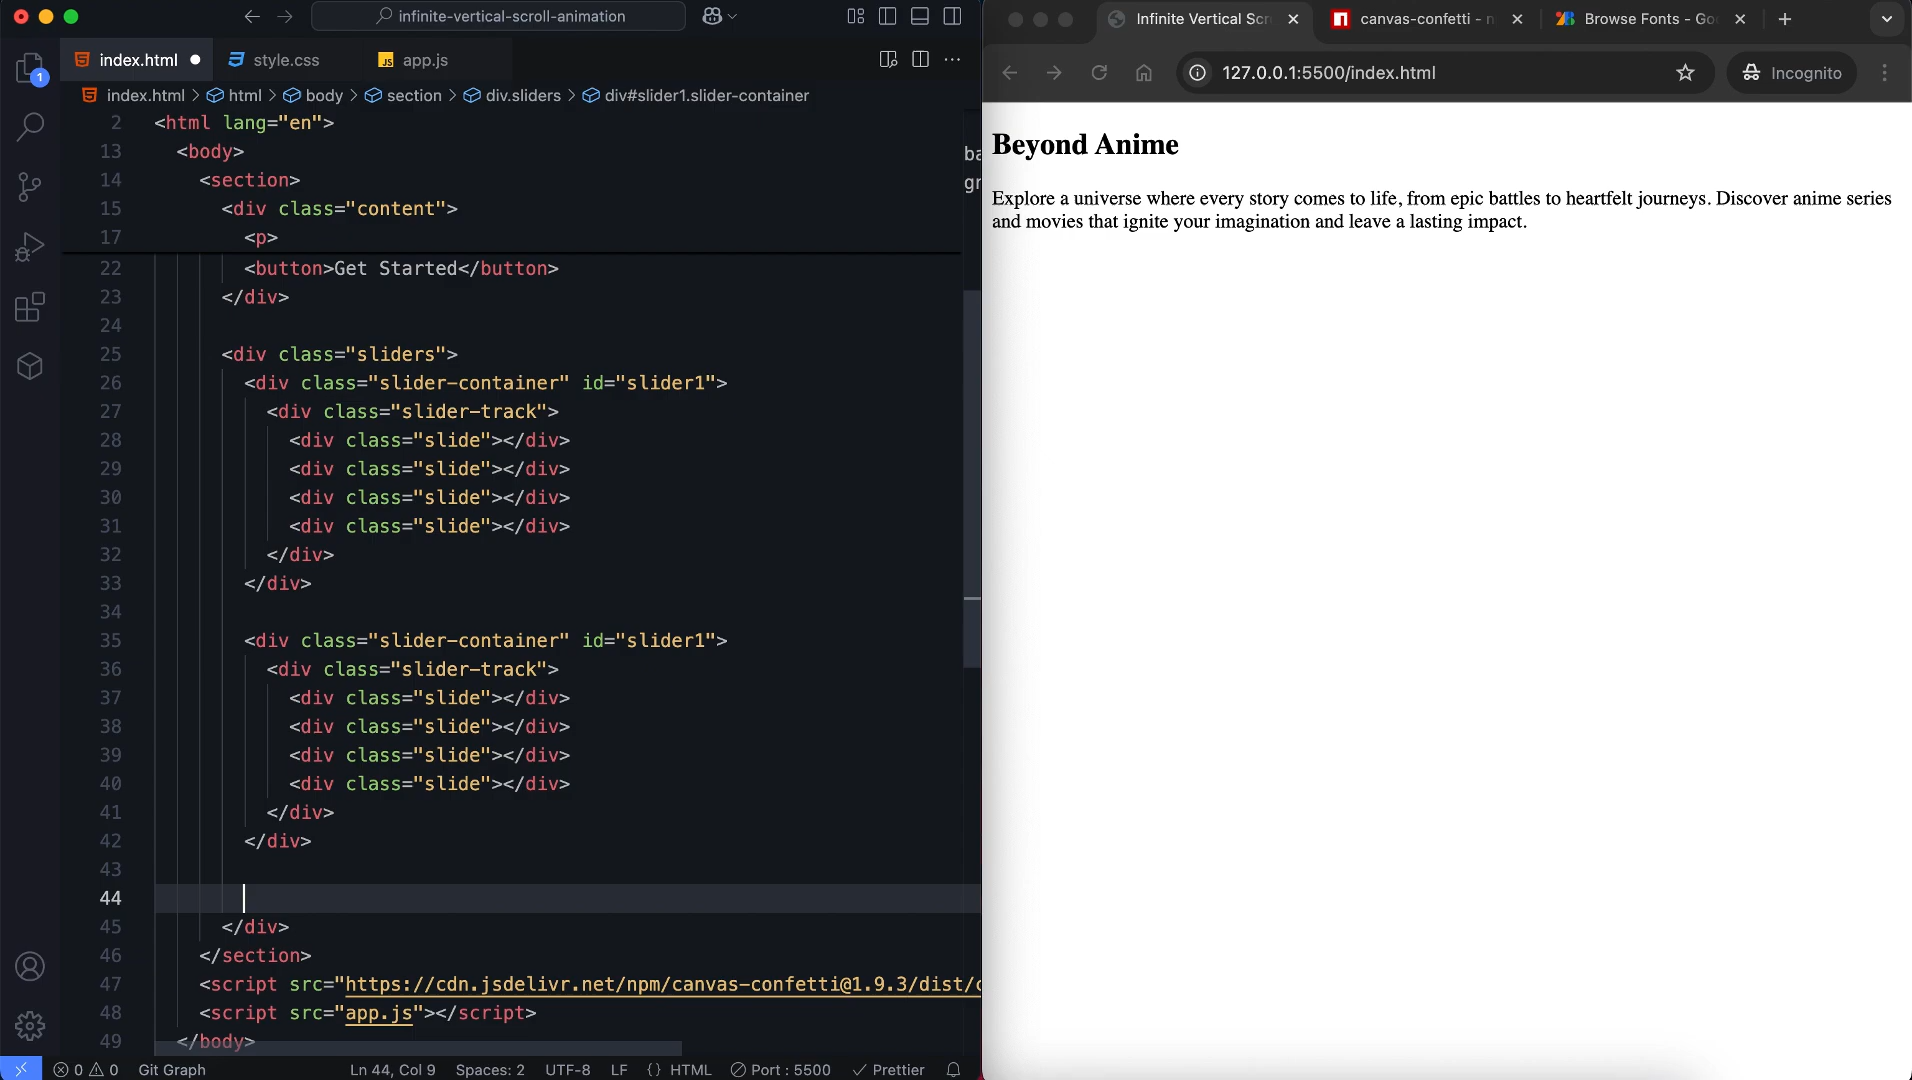 infinite-vertical-scroll-animation
index.html
style.css
JS app.js
index.html > html > body > section > div.sliders > div#slider1.slider-container
2 <html lang="en">
13 <body>
14 <section>
15 <div class="content">
17 <p>
22 <button>Get Started</button>
23 </div>
24
25 <div class="sliders">
26 <div class="slider-container" id="slider1">
27 <div class="slider-track">
28 <div class="slide"></div>
29 <div class="slide"></div>
30 <div class="slide"></div>
31 <div class="slide"></div>
32 </div>
33 </div>
34
35 <div class="slider-container" id="slider1">
36 <div class="slider-track">
37 <div class="slide"></div>
38 <div class="slide"></div>
39 <div class="slide"></div>
40 <div class="slide"></div>
41 </div>
42 </div>
43
44
45 </div>
46 </section>
47 <script src="https://cdn.jsdelivr.net/npm/canvas-confetti@1.9.3/dist/
48 <script src="app.js"></script>
49 </body>
1
ba
gr
0 0 Git Graph Ln 44, Col 9 Spaces: 2 UTF-8 LF {} HTML Port : 5500 Prettier
Infinite Vertical Scr
canvas-confetti - n
Browse Fonts - Go
127.0.0.1:5500/index.html
Incognito
Beyond Anime
Explore a universe where every story comes to life, from epic battles to heartfelt journeys. Discover anime series
and movies that ignite your imagination and leave a lasting impact.